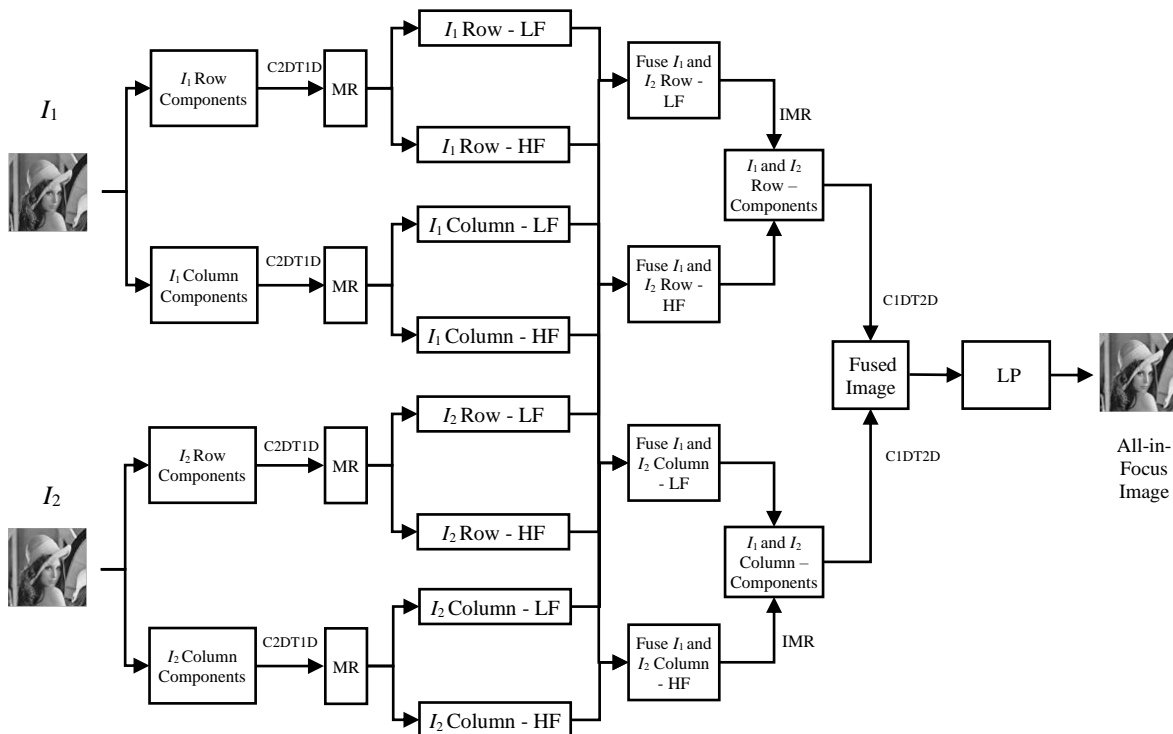 I1
I1 Row
Components
C2DT1D
MR
I1 Row - LF
I1 Row - HF
I1 Column
Components
C2DT1D
MR
I1 Column - LF
I1 Column - HF
I2
I2 Row
Components
C2DT1D
MR
I2 Row - LF
I2 Row - HF
I2 Column
Components
C2DT1D
MR
I2 Column - LF
I2 Column - HF
Fuse I1 and
I2 Row -
LF
Fuse I1 and
I2 Row -
HF
IMR
I1 and I2
Row –
Components
Fuse I1 and
I2 Column
- LF
Fuse I1 and
I2 Column
- HF
IMR
I1 and I2
Column –
Components
C1DT2D
C1DT2D
Fused
Image
LP
All-in-
Focus
Image